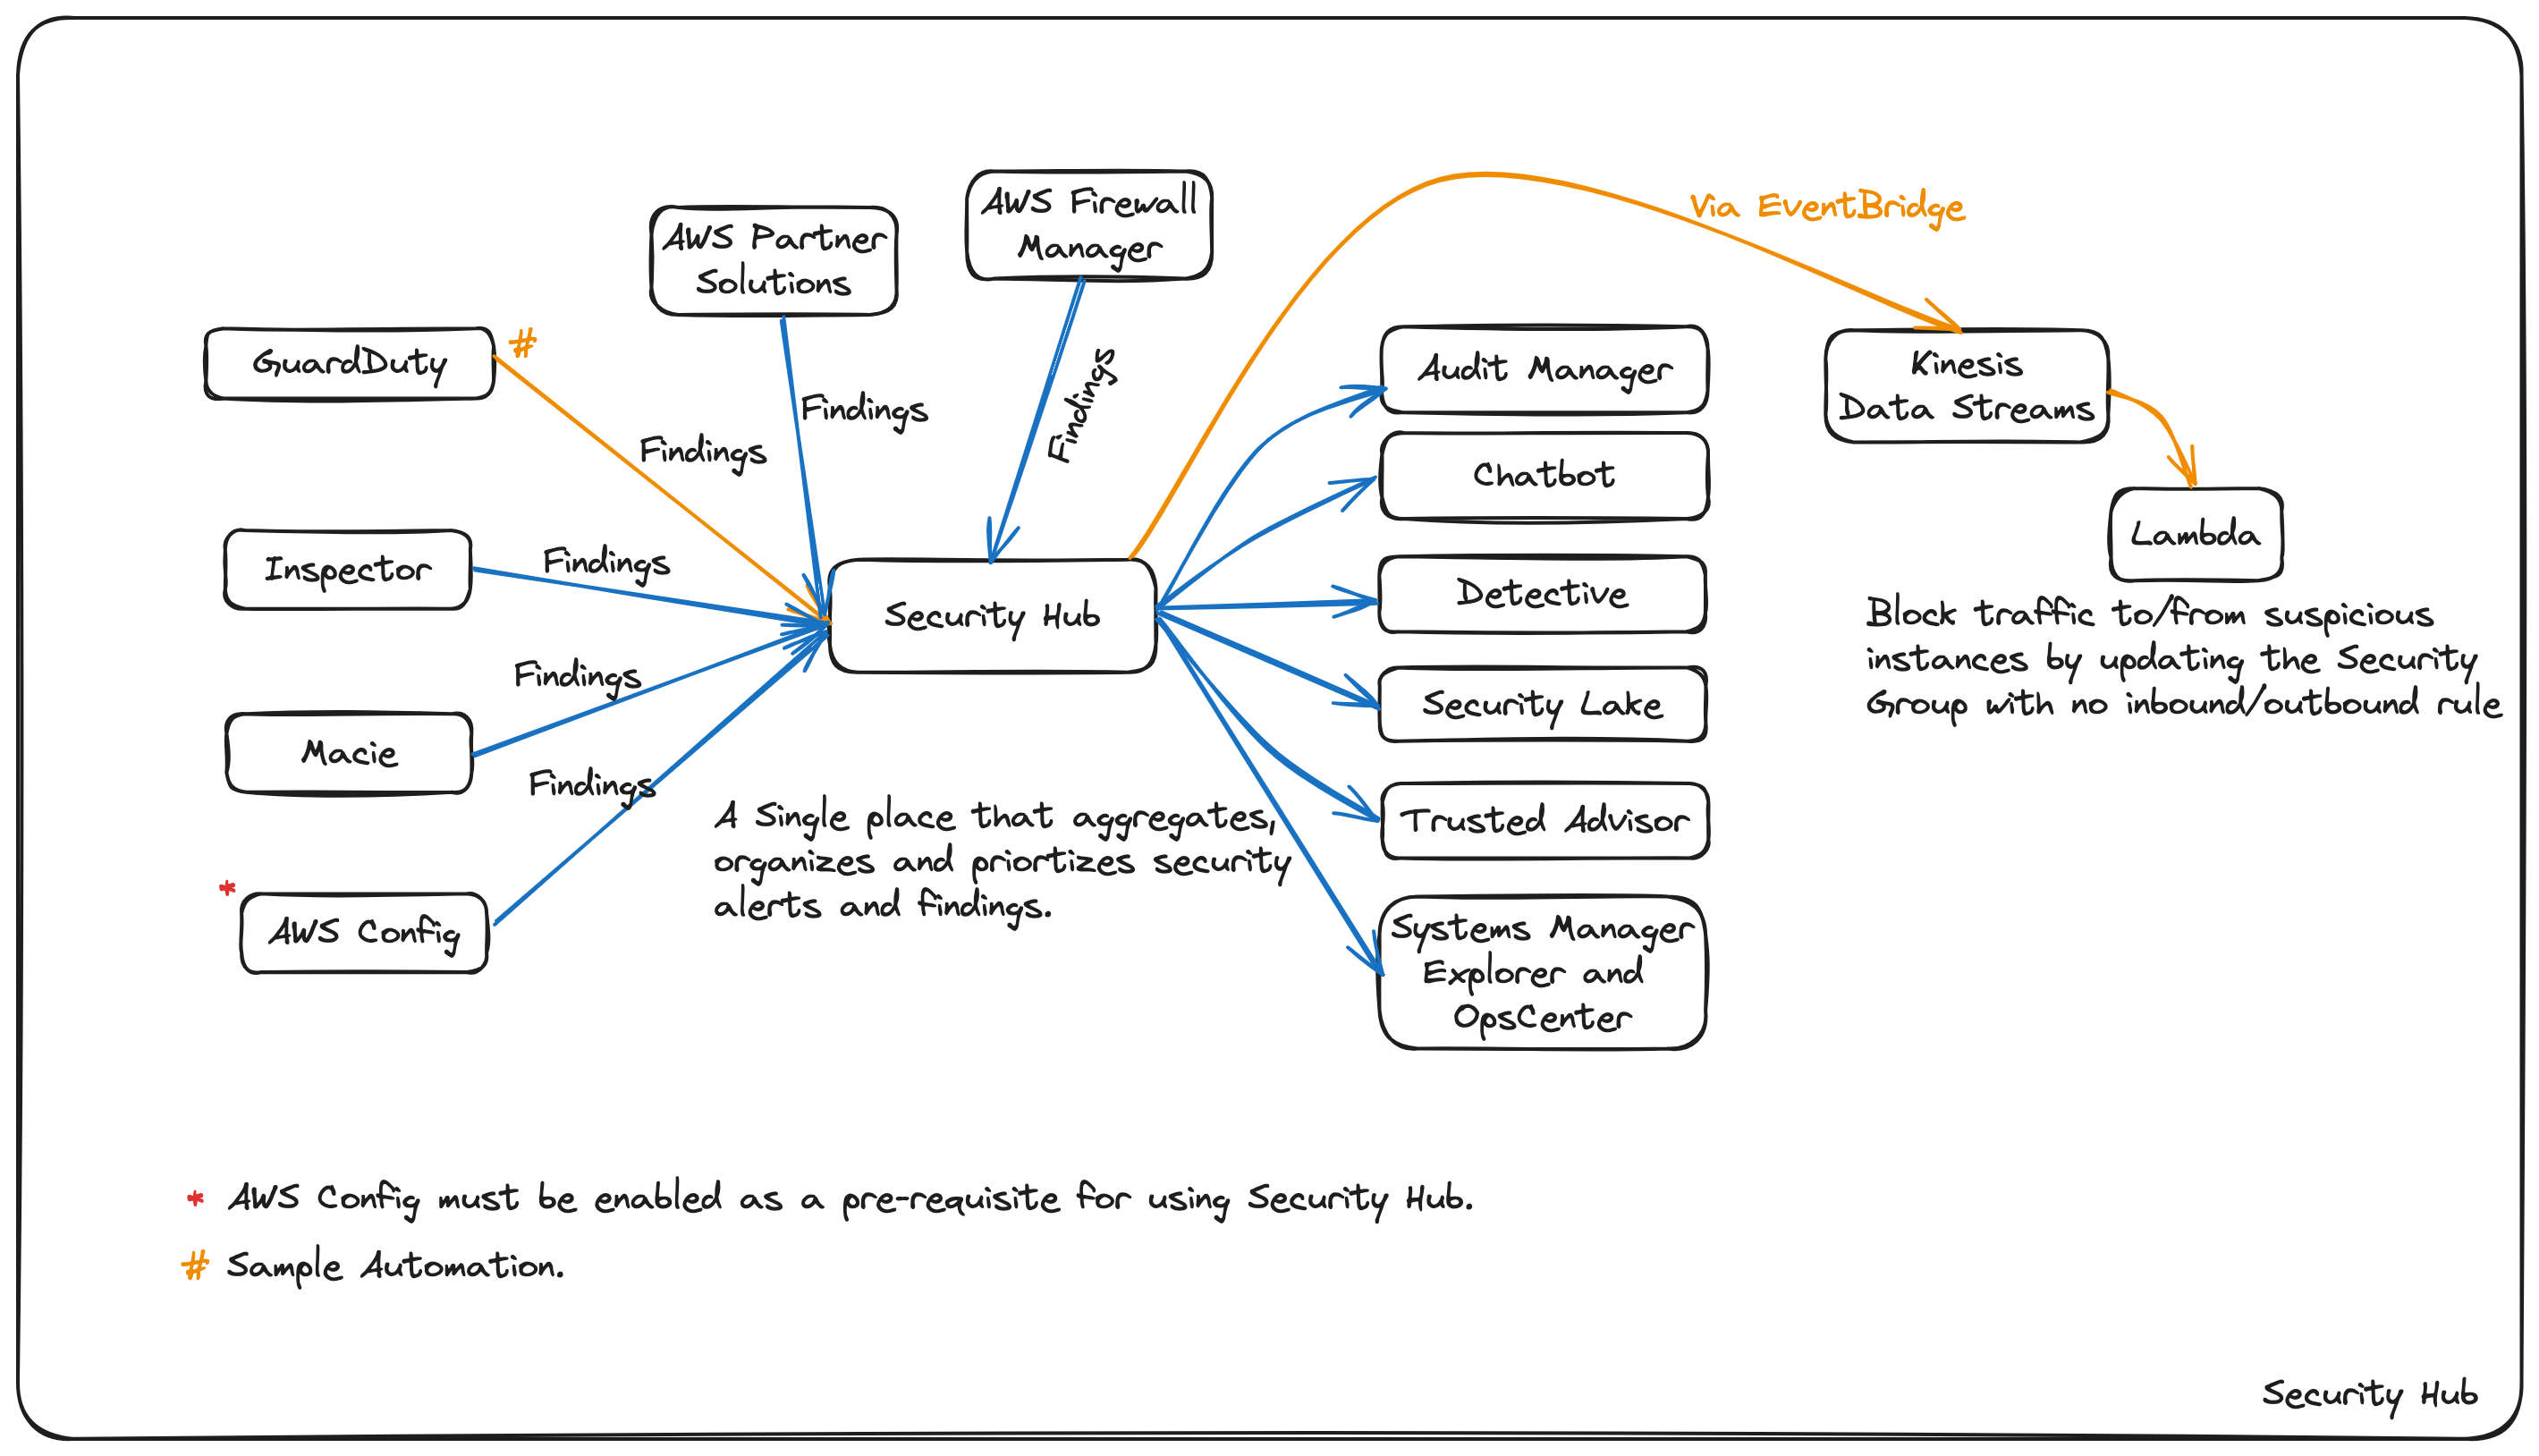 AWS Firewall
Manager
AWS Partner
Solutions
Via EventBridge
GuardDuty
#
Findings
Findings
Findings
Audit Manager
Kinesis
Data Streams
Chatbot
Lambda
Inspector
Findings
Security Hub
Detective
Block traffic to/from suspicious
instances by updating the Security
Group with no inbound/outbound rule
Findings
Security Lake
Macie
Findings
A Single place that aggregates,
organizes and priortizes security
alerts and findings.
Trusted Advisor
*
AWS Config
Systems Manager
Explorer and
OpsCenter
* AWS Config must be enabled as a pre-requisite for using Security Hub.
# Sample Automation.
Security Hub